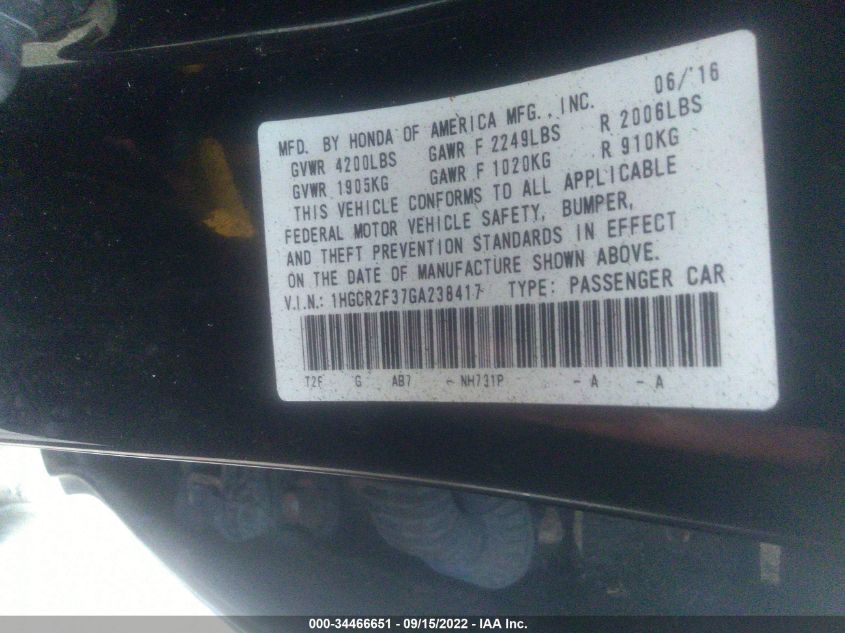 06/'16
MFD. BY HONDA OF AMERICA MFG., INC.
GVWR 4200LBS GAWR F 2249LBS R 2006LBS
GVWR 1905KG GAWR F 1020KG R 910KG
THIS VEHICLE CONFORMS TO ALL APPLICABLE
FEDERAL MOTOR VEHICLE SAFETY, BUMPER,
AND THEFT PREVENTION STANDARDS IN EFFECT
ON THE DATE OF MANUFACTURE SHOWN ABOVE.
V.I.N.: 1HGCR2F37GA238417 TYPE: PASSENGER CAR
T2F G AB7 - NH731P - A - A
000-34466651 - 09/15/2022 - IAA Inc.